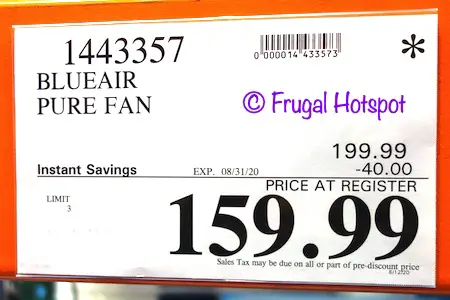 1443357
0"000014"433573"
*
BLUEAIR
PURE FAN
© Frugal Hotspot
199.99
Instant Savings EXP. 08/31/20 -40.00
PRICE AT REGISTER
LIMIT
3
159.99
Sales Tax may be due on all or part of pre-discount price